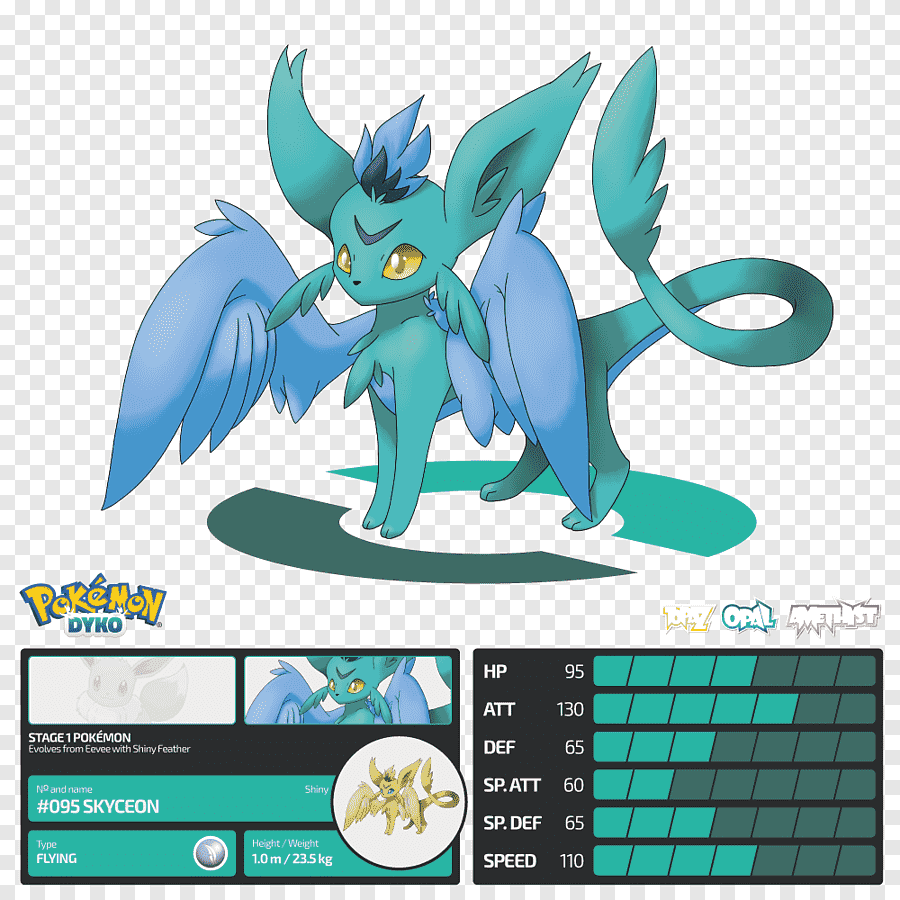 POKéMON
DYKO
TOPAZ OPAL AMETHYST
STAGE 1 POKÉMON
Evolves from Eevee with Shiny Feather
Nº and name
Shiny
#095 SKYCEON
Type
FLYING
Height / Weight
1.0 m / 23.5 kg
HP 95
ATT 130
DEF 65
SP. ATT 60
SP. DEF 65
SPEED 110